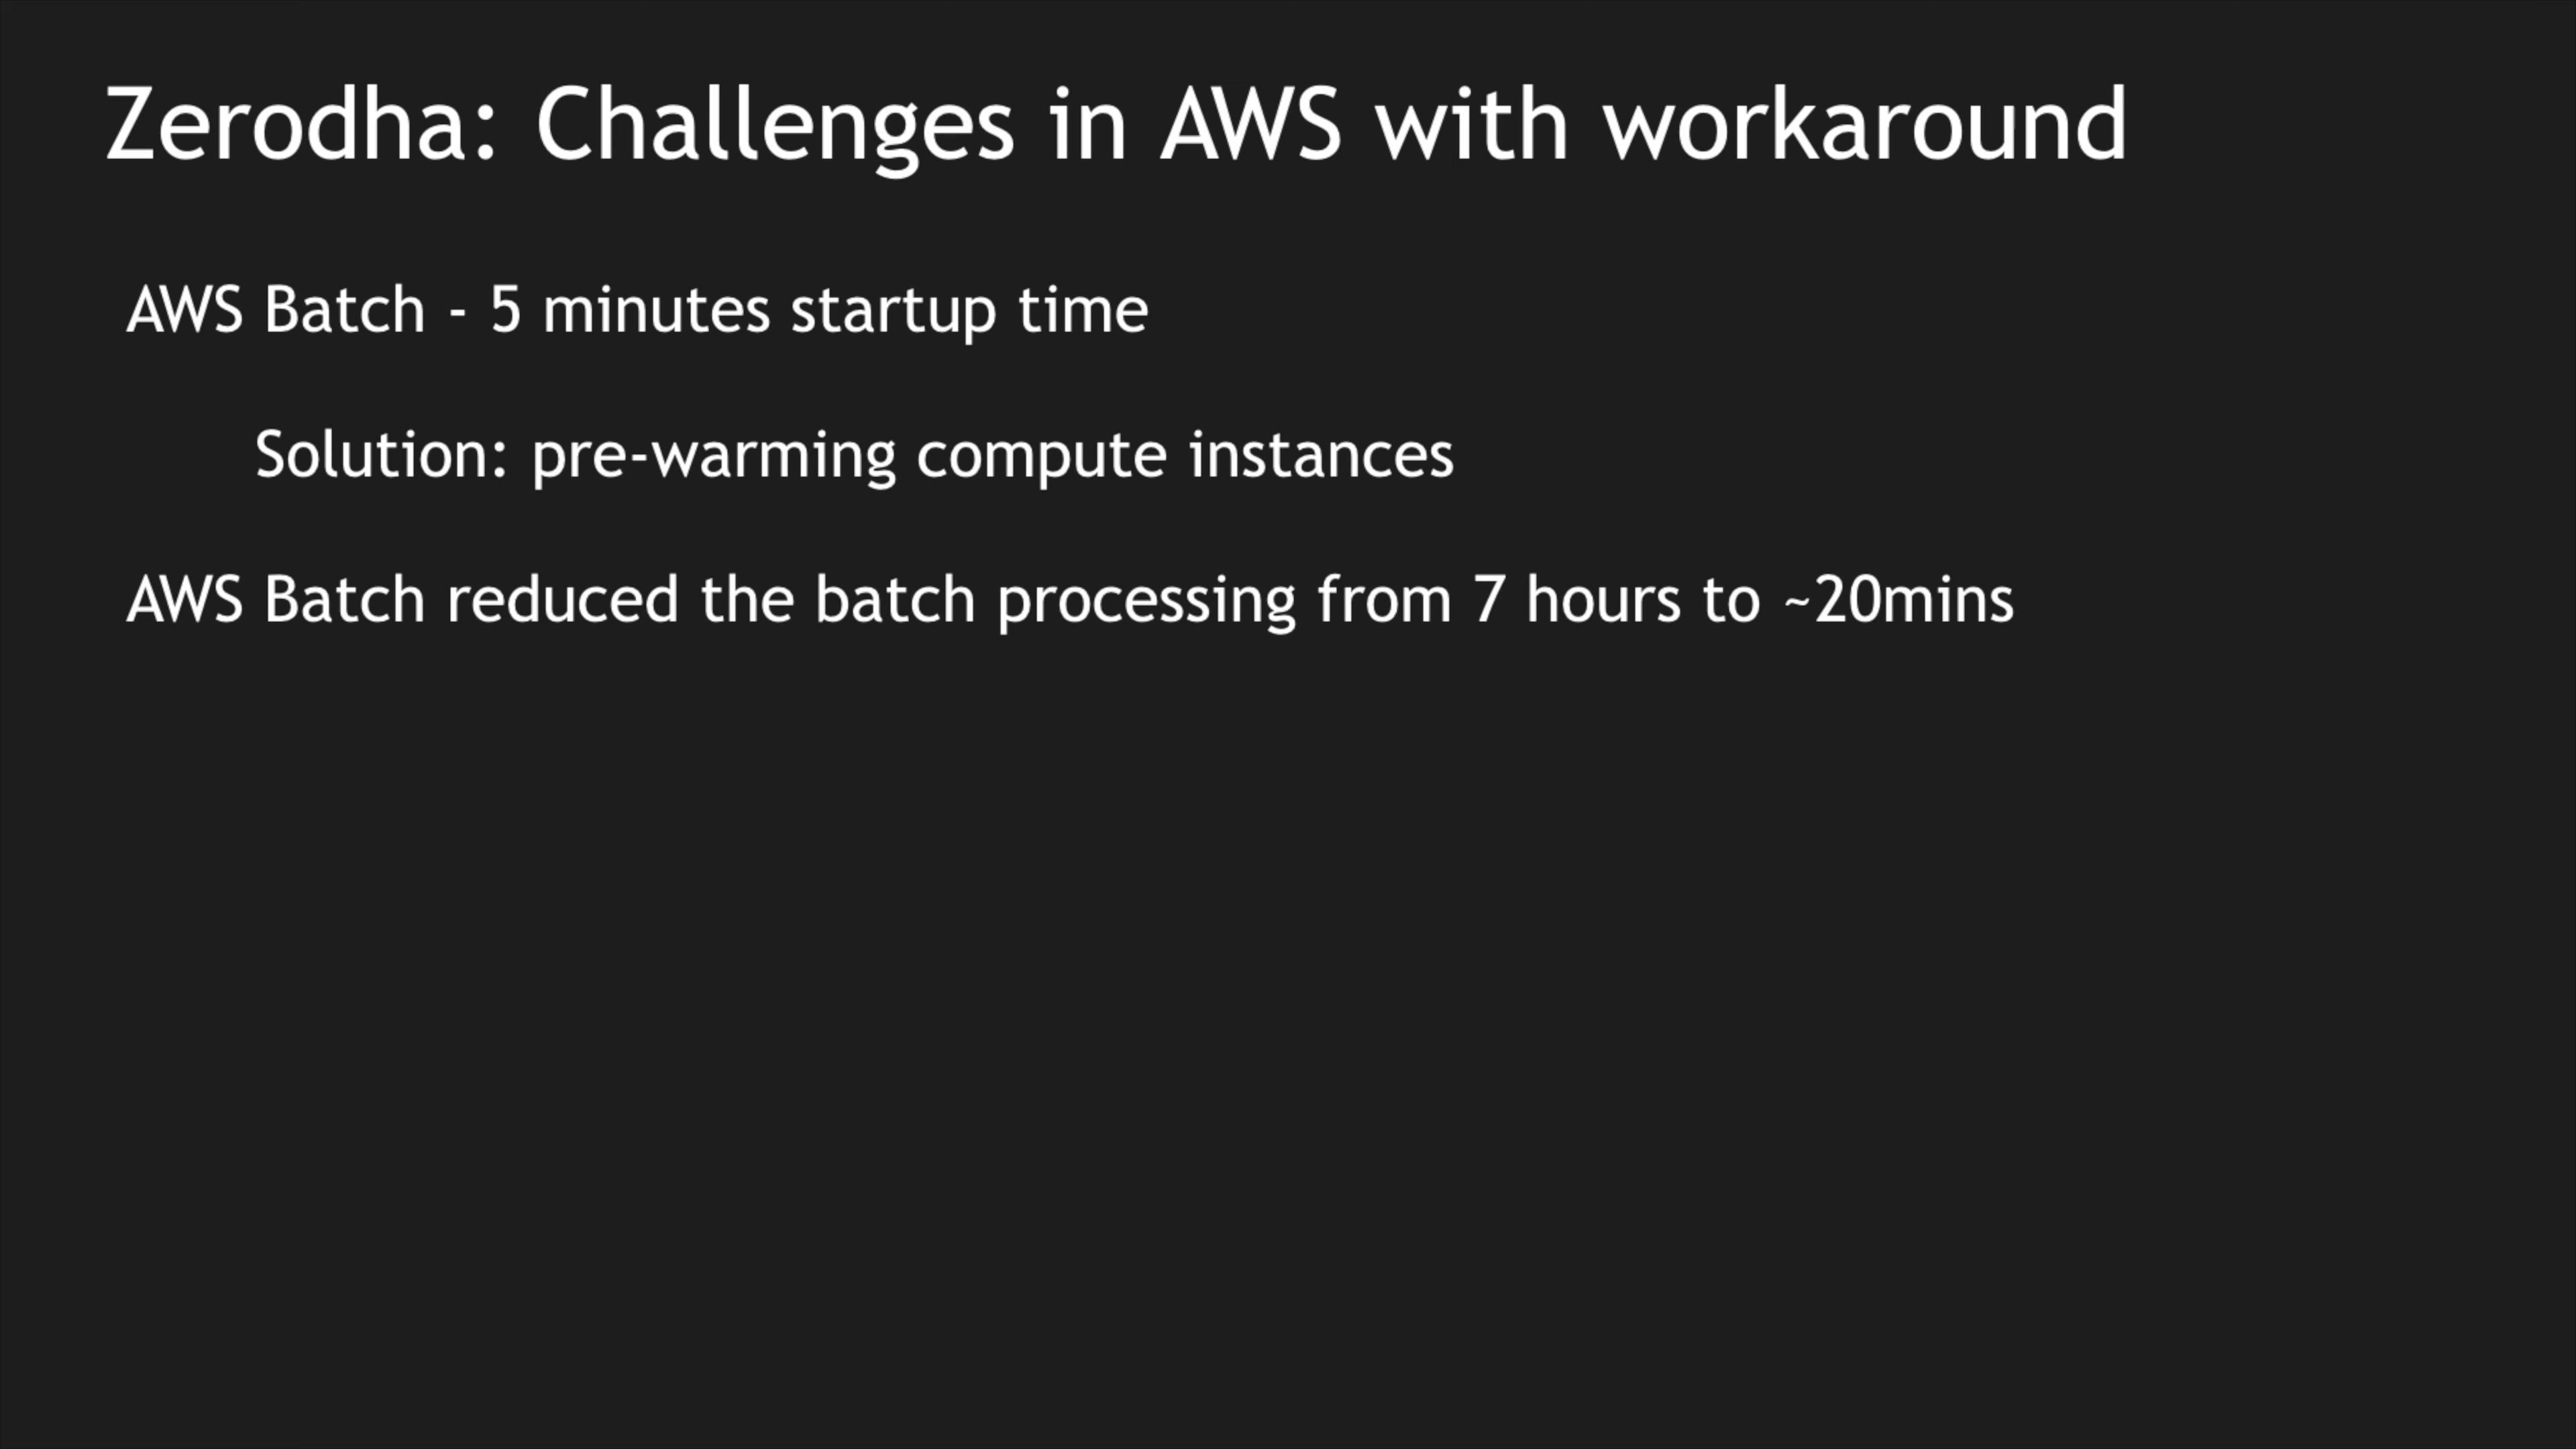 Zerodha: Challenges in AWS with workaround
AWS Batch - 5 minutes startup time
Solution: pre-warming compute instances
AWS Batch reduced the batch processing from 7 hours to ~20mins